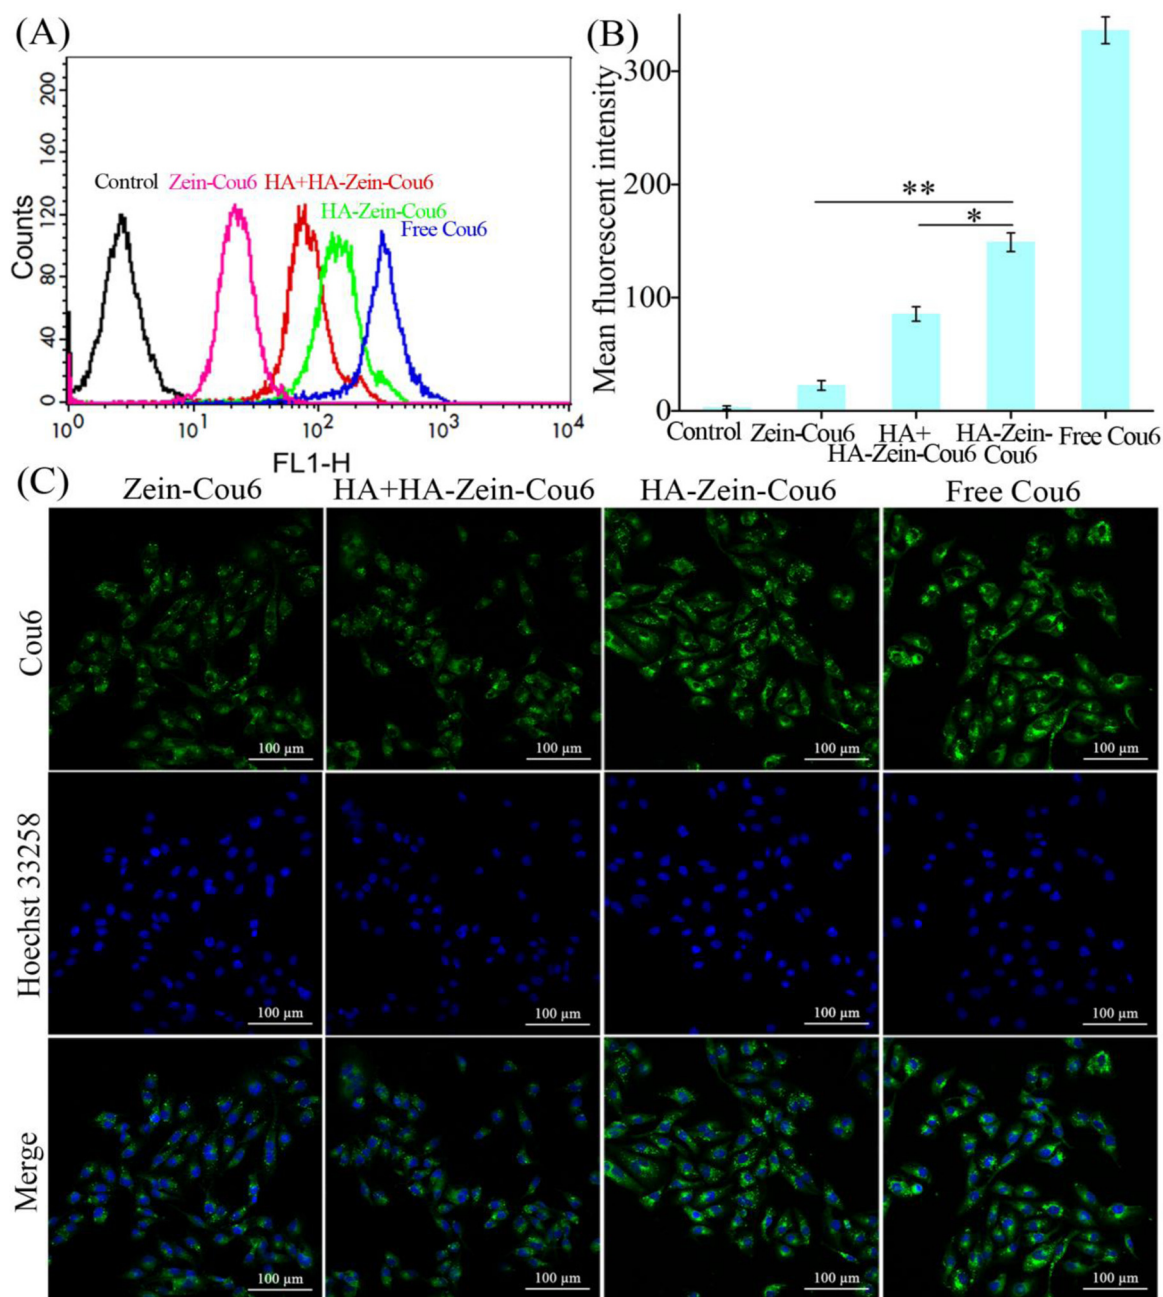 (A)
200
160
120
80
40
0
Counts
Control
Zein-Cou6
HA+HA-Zein-Cou6
HA-Zein-Cou6
Free Cou6
10⁰
10¹
10²
10³
10⁴
FL1-H
(B)
Mean fluorescent intensity
300
200
100
0
**
*
Control
Zein-Cou6
HA+
HA-Zein-Cou6
HA-Zein-
Cou6
Free Cou6
(C)
Zein-Cou6
HA+HA-Zein-Cou6
HA-Zein-Cou6
Free Cou6
Cou6
100 μm
100 μm
100 μm
100 μm
Hoechst 33258
100 μm
100 μm
100 μm
100 μm
Merge
100 μm
100 μm
100 μm
100 μm